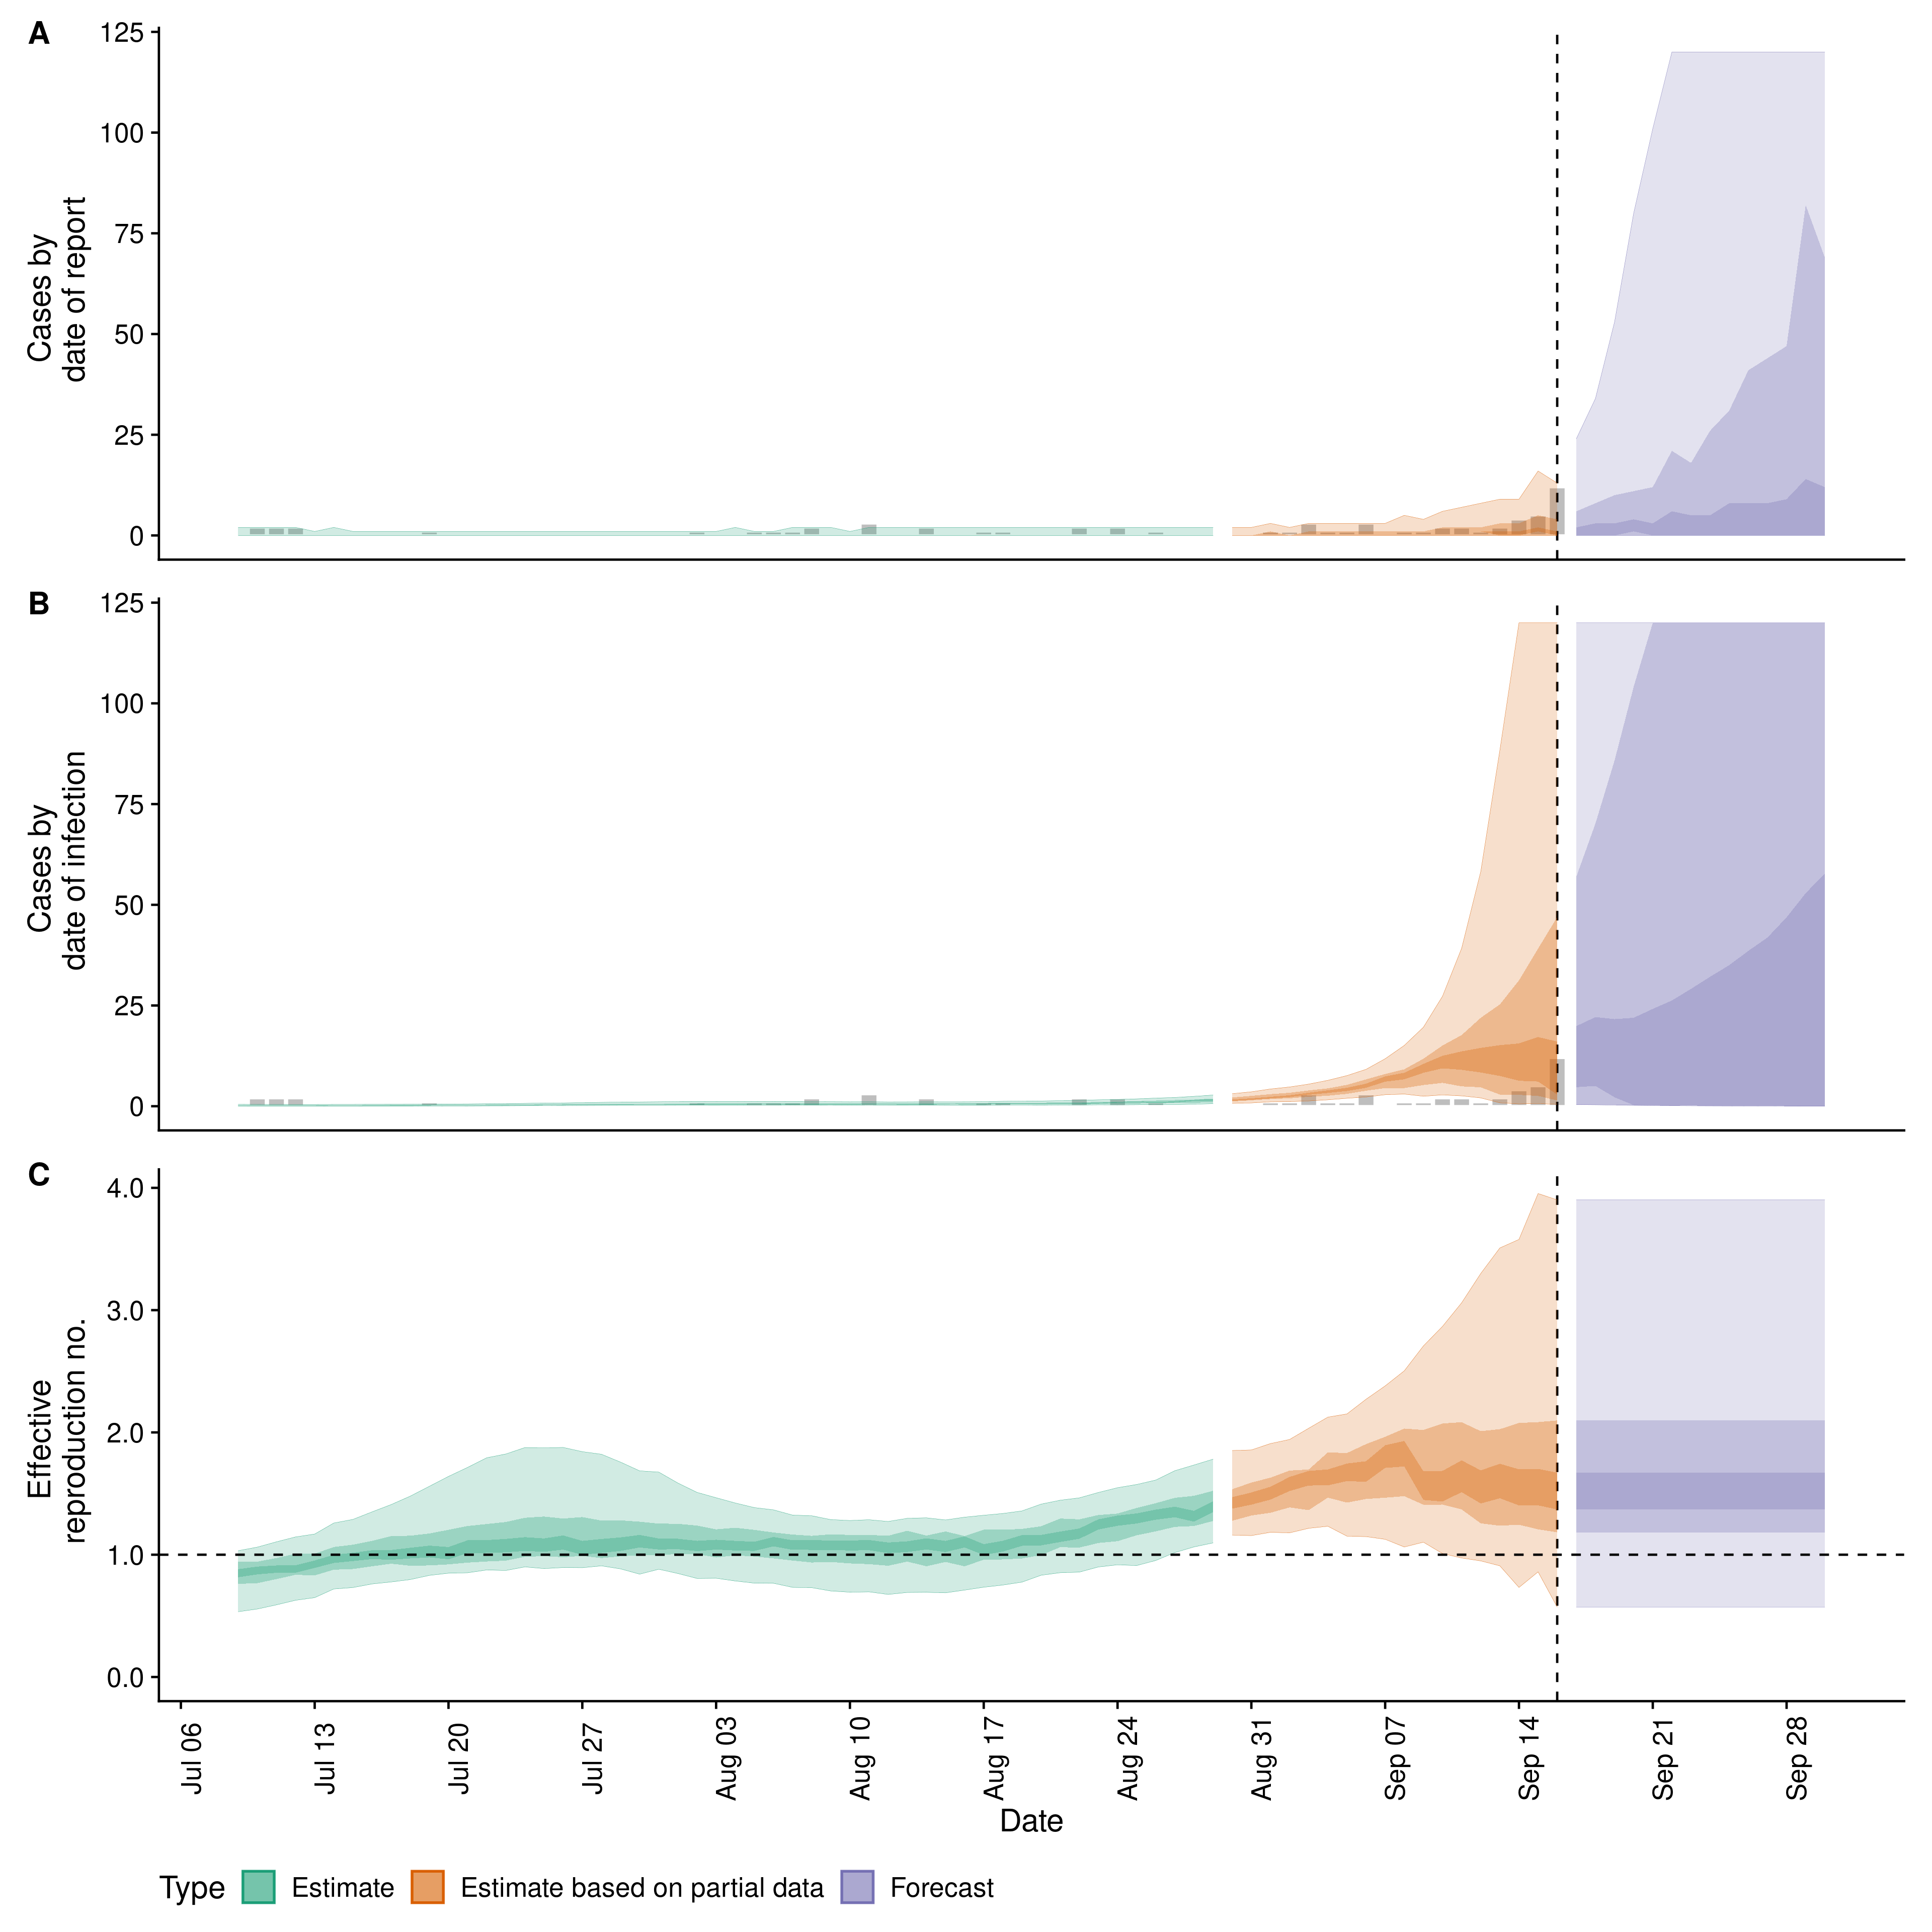 A
125
100
75
50
25
0
Cases by
date of report
B
125
100
75
50
25
0
Cases by
date of infection
C
4.0
3.0
2.0
1.0
0.0
Effective
reproduction no.
Jul 06
Jul 13
Jul 20
Jul 27
Aug 03
Aug 10
Aug 17
Aug 24
Aug 31
Sep 07
Sep 14
Sep 21
Sep 28
Date
Type Estimate Estimate based on partial data Forecast